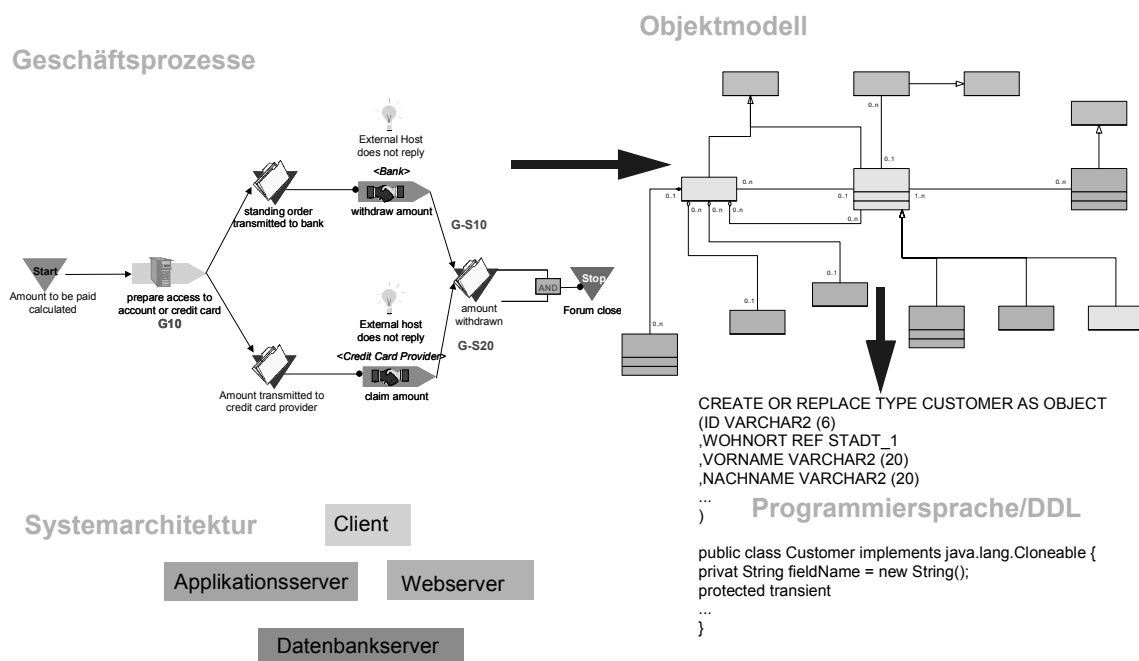 Objektmodell
Geschäftsprozesse
External Host
does not reply
<Bank>
withdraw amount
standing order
transmitted to bank
G-S10
Start
Amount to be paid
calculated
prepare access to
account or credit card
G10
amount
withdrawn
AND
Stop
Forum close
External host
does not reply
G-S20
<Credit Card Provider>
claim amount
Amount transmitted to
credit card provider
0..n
0..n
0..1
0..1
0..n
0..1
1..n
0..n
0..n
0..n
0..n
0..n
0..1
0..1
0..n
CREATE OR REPLACE TYPE CUSTOMER AS OBJECT
(ID VARCHAR2 (6)
,WOHNORT REF STADT_1
,VORNAME VARCHAR2 (20)
,NACHNAME VARCHAR2 (20)
...
)
Programmiersprache/DDL
public class Customer implements java.lang.Cloneable {
privat String fieldName = new String();
protected transient
...
}
Systemarchitektur
Client
Applikationsserver
Webserver
Datenbankserver